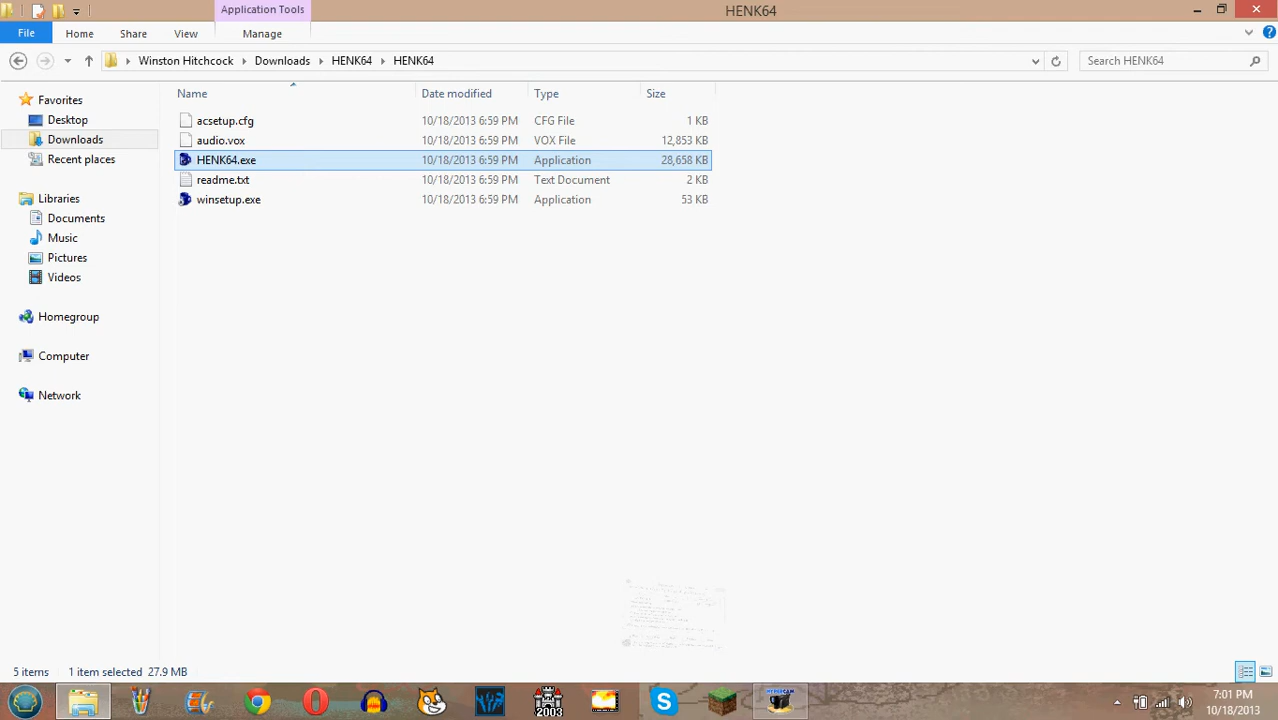 Application Tools
HENK64
File Home Share View Manage
Winston Hitchcock Downloads HENK64 HENK64
Search HENK64
Name Date modified Type Size
Favorites
Desktop
Downloads
Recent places
Libraries
Documents
Music
Pictures
Videos
Homegroup
Computer
Network
acsetup.cfg 10/18/2013 6:59 PM CFG File 1 KB
audio.vox 10/18/2013 6:59 PM VOX File 12,853 KB
HENK64.exe 10/18/2013 6:59 PM Application 28,658 KB
readme.txt 10/18/2013 6:59 PM Text Document 2 KB
winsetup.exe 10/18/2013 6:59 PM Application 53 KB
5 items 1 item selected 27.9 MB
2003
HYPERCAM
7:01 PM
10/18/2013